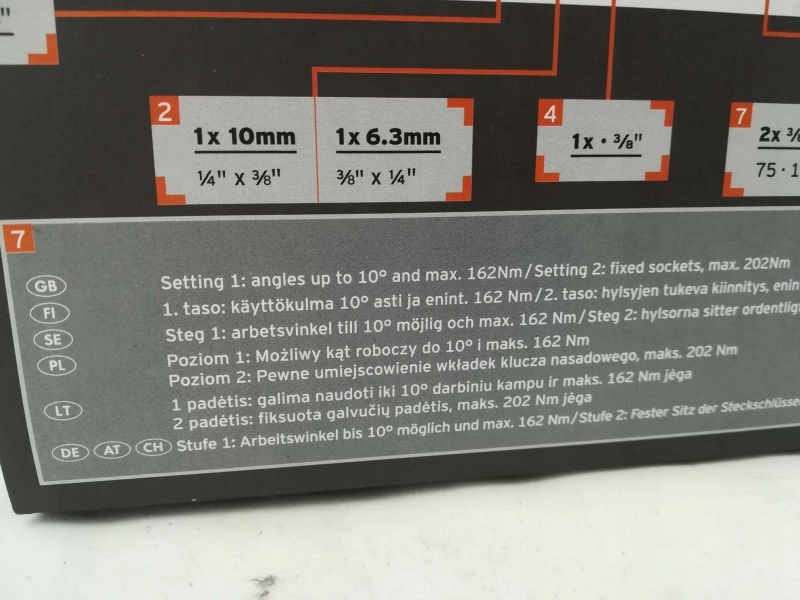 2
1x 10mm
¼" x ⅜"
1x 6.3mm
⅜" x ¼"
4
1x · ⅜"
7
2x
75 ·
7
GB Setting 1: angles up to 10° and max. 162Nm/Setting 2: fixed sockets, max. 202Nm
FI 1. taso: käyttökulma 10° asti ja enint. 162 Nm/2. taso: hylsyjen tukeva kiinnitys,
SE Steg 1: arbetsvinkel till 10° möjlig och max. 162 Nm/Steg 2: hylsorna sitter
PL Poziom 1: Możliwy kąt roboczy do 10° i maks. 162 Nm
Poziom 2: Pewne umiejscowienie wkładek klucza nasadowego, maks. 202 Nm
LT 1 padėtis: galima naudoti iki 10° darbiniu kampu ir maks. 162 Nm jėga
2 padėtis: fiksuota galvučių padėtis, maks. 202 Nm jėga
DE AT CH Stufe 1: Arbeitswinkel bis 10° möglich und max. 162 Nm/Stufe 2: Fester Sitz der